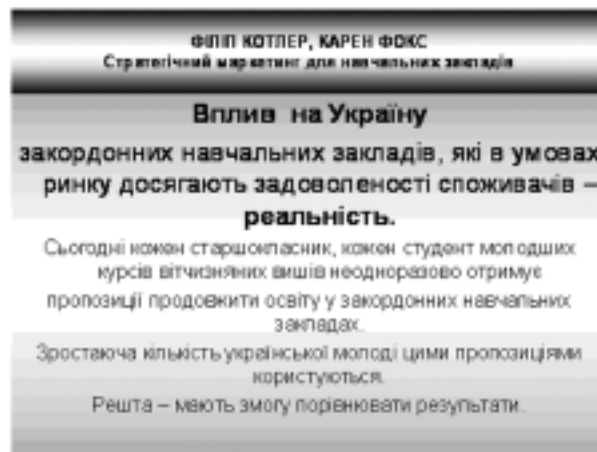 ФІЛІП КОТЛЕР, КАРЕН ФОКС
Стратегічний маркетинг для навчальних закладів
Вплив на Україну
закордонних навчальних закладів, які в умовах
ринку досягають задоволеності споживачів –
реальність.
Сьогодні кожен старшокласник, кожен студент молодших
курсів вітчизняних вишів неодноразово отримує
пропозиції продовжити освіту у закордонних навчальних
закладах.
Зростаюча кількість української молоді цими пропозиціями
користуються.
Решта – мають змогу порівнювати результати.